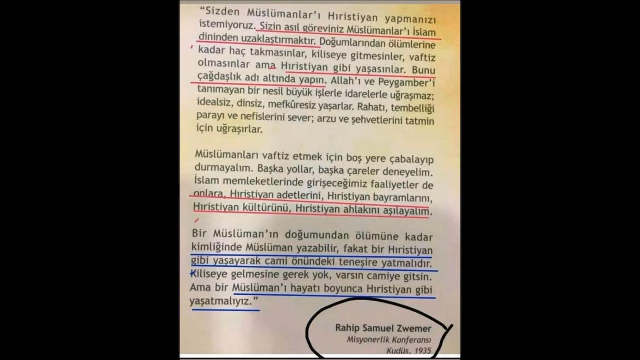 “Sizden Müslümanlar’ı Hıristiyan yapmanızı
istemiyoruz. Sizin asıl göreviniz Müslümanlar’ı İslam
dininden uzaklaştırmaktır. Doğumlarından ölümlerine
kadar haç takmasınlar, kiliseye gitmesinler, vaftiz
olmasınlar ama Hıristiyan gibi yaşasınlar. Bunu
çağdaşlık adı altında yapın. Allah’ı ve Peygamber’i
tanımayan bir nesil büyük işlerle idarelerle uğraşmaz;
idealsiz, dinsiz, mefkûresiz yaşarlar. Rahatı, tembelliği
parayı ve nefislerini sever; arzu ve şehvetlerini tatmin
için uğraşırlar.
Müslümanları vaftiz etmek için boş yere çabalayıp
durmayalım. Başka yollar, başka çareler deneyelim.
İslam memleketlerinde girişeceğimiz faaliyetler de
onlara, Hıristiyan adetlerini, Hıristiyan bayramlarını,
Hıristiyan kültürünü, Hıristiyan ahlakını aşılayalım.
Bir Müslüman’ın doğumundan ölümüne kadar
kimliğinde Müslüman yazabilir, fakat bir Hıristiyan
gibi yaşayarak cami önündeki teneşire yatmalıdır.
Kiliseye gelmesine gerek yok, varsın camiye gitsin.
Ama bir Müslüman’ı hayatı boyunca Hıristiyan gibi
yaşatmalıyız.”
Rahip Samuel Zwemer
Misyonerlik Konferansı
Kudüs, 1935